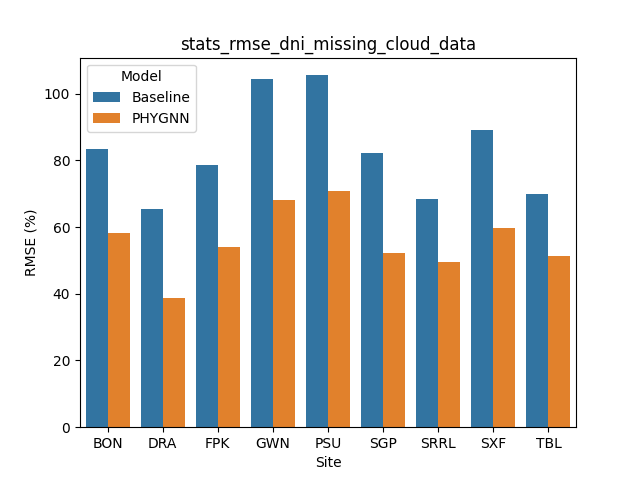 stats_rmse_dni_missing_cloud_data
Model
Baseline
PHYGNN
RMSE (%)
100
80
60
40
20
0
BON DRA FPK GWN PSU SGP SRRL SXF TBL
Site